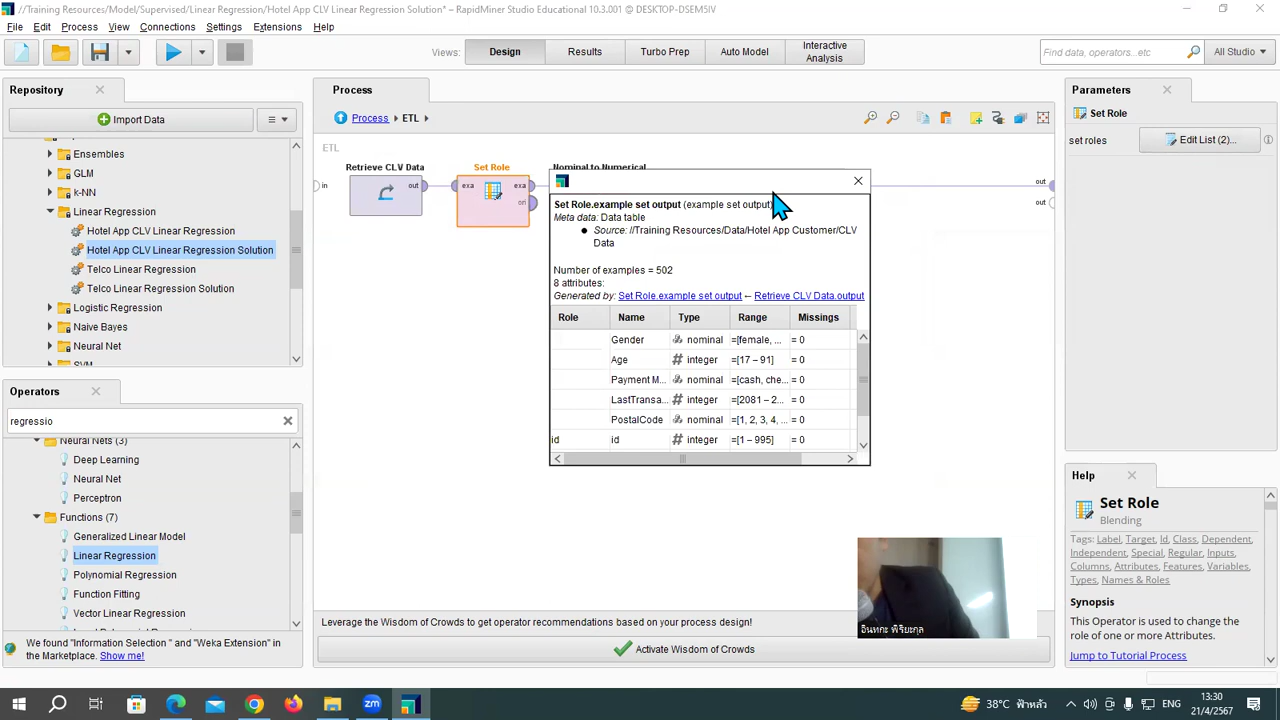 //Training Resources/Model/Supervised/Linear Regression/Hotel App CLV Linear Regression Solution* – RapidMiner Studio Educational 10.3.001 @ DESKTOP-DSEMSIV
File Edit Process View Connections Settings Extensions Help
Views: Design Results Turbo Prep Auto Model Interactive Analysis
Find data, operators...etc All Studio
Repository
Import Data
Ensembles
GLM
k-NN
Linear Regression
Hotel App CLV Linear Regression
Hotel App CLV Linear Regression Solution
Telco Linear Regression
Telco Linear Regression Solution
Logistic Regression
Naive Bayes
Neural Net
SVM
Operators
regressio
Neural Nets (3)
Deep Learning
Neural Net
Perceptron
Functions (7)
Generalized Linear Model
Linear Regression
Polynomial Regression
Function Fitting
Vector Linear Regression
We found "Information Selection " and "Weka Extension" in
the Marketplace. Show me!
Process
Process ETL
ETL
Retrieve CLV Data Set Role Nominal to Numerical
in out exa exa out
ori out
Set Role.example set output (example set output)
Meta data: Data table
Source: //Training Resources/Data/Hotel App Customer/CLV
Data
Number of examples = 502
8 attributes:
Generated by: Set Role.example set output ← Retrieve CLV Data.output
Role Name Type Range Missings
Gender nominal =[female, ... = 0
Age integer =[17 – 91] = 0
Payment M... nominal =[cash, che... = 0
LastTransa... integer =[2081 – 2... = 0
PostalCode nominal =[1, 2, 3, 4, ... = 0
id id integer =[1 – 995] = 0
อินทกะ พิริยะกุล
Leverage the Wisdom of Crowds to get operator recommendations based on your process design!
Activate Wisdom of Crowds
Parameters
Set Role
set roles Edit List (2)...
Help
Set Role
Blending
Tags: Label, Target, Id, Class, Dependent,
Independent, Special, Regular, Inputs,
Columns, Attributes, Features, Variables,
Types, Names & Roles
Synopsis
This Operator is used to change the
role of one or more Attributes.
Jump to Tutorial Process
38°C ฟ้าหลัว
ENG
13:30
21/4/2567